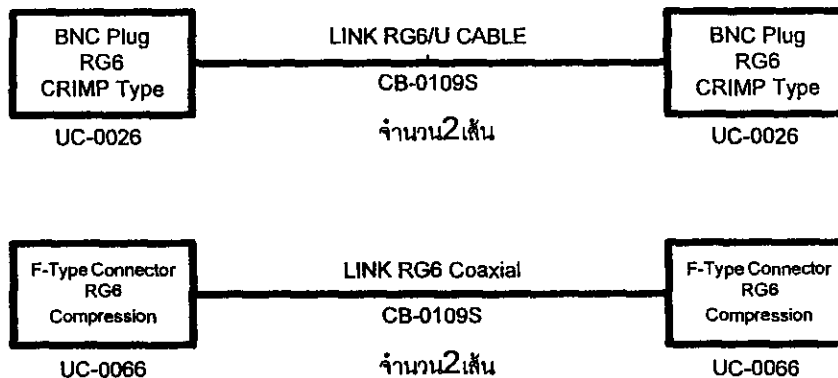 BNC Plug
RG6
CRIMP Type
UC-0026
LINK RG6/U CABLE
CB-0109S
จำนวน2เส้น
BNC Plug
RG6
CRIMP Type
UC-0026
F-Type Connector
RG6
Compression
UC-0066
LINK RG6 Coaxial
CB-0109S
จำนวน2เส้น
F-Type Connector
RG6
Compression
UC-0066